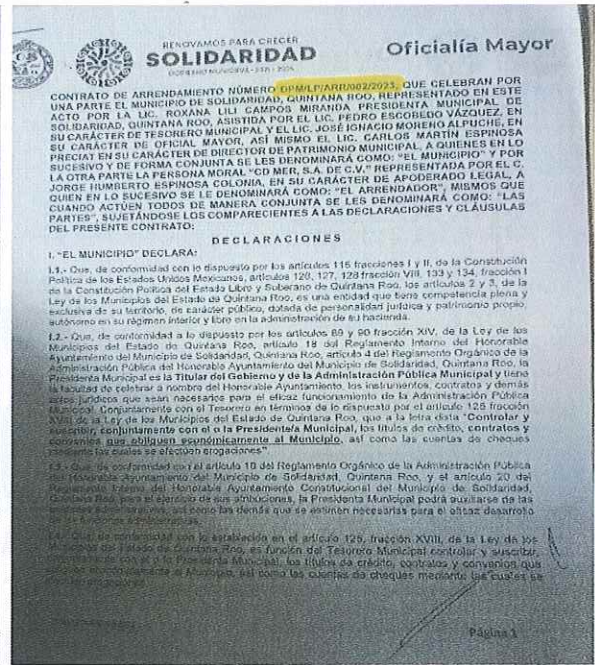 RENOVAMOS PARA CRECER
SOLIDARIDAD
Oficialía Mayor
CONTRATO DE ARRENDAMIENTO NÚMERO DPM/LP/ARR/002/2023, QUE CELEBRAN POR
UNA PARTE EL MUNICIPIO DE SOLIDARIDAD, QUINTANA ROO, REPRESENTADO EN ESTE
ACTO POR LA LIC. ROXANA LILI CAMPOS MIRANDA PRESIDENTA MUNICIPAL DE
SOLIDARIDAD, QUINTANA ROO, ASISTIDA POR EL C. PEDRO ESCOBEDO VÁZQUEZ, EN
SU CARÁCTER DE TESORERO MUNICIPAL Y EL LIC. JOSÉ IGNACIO MORENO ALPUCHE, EN
SU CARÁCTER DE OFICIAL MAYOR, ASÍ MISMO EL LIC. CARLOS MARTÍN ESPINOSA
PRECIAT EN SU CARÁCTER DE DIRECTOR DE PATRIMONIO MUNICIPAL, A QUIENES EN LO
SUCESIVO Y DE FORMA CONJUNTA SE LES DENOMINARÁ COMO: "EL MUNICIPIO" Y POR
LA OTRA PARTE LA PERSONA MORAL "CD MER, S.A. DE C.V." REPRESENTADA POR EL C.
JORGE HUMBERTO ESPINOSA COLONIA, EN SU CARÁCTER DE APODERADO LEGAL, A
QUIEN EN LO SUCESIVO SE LE DENOMINARÁ COMO: "EL ARRENDADOR", MISMOS QUE
CUANDO ACTÚEN TODOS DE MANERA CONJUNTA SE LES DENOMINARÁ COMO: "LAS
PARTES", SUJETÁNDOSE LOS COMPARECIENTES A LAS DECLARACIONES Y CLÁUSULAS
DEL PRESENTE CONTRATO:
DECLARACIONES
I. "EL MUNICIPIO" DECLARA:
I.1.- Que, de conformidad con lo dispuesto por los artículos 115 fracciones I y II, de la Constitución
Política de los Estados Unidos Mexicanos, artículos 126, 127, 128 fracción VIII, 133 y 134, fracción I
de la Constitución Política del Estado Libre y Soberano de Quintana Roo, los artículos 2 y 3, de la
Ley de los Municipios del Estado de Quintana Roo, es una entidad que tiene competencia plena y
exclusiva de su territorio, de carácter público, dotada de personalidad jurídica y patrimonio propio,
autónomo en su régimen interior y libre en la administración de su hacienda.
I.2.- Que, de conformidad a lo dispuesto por los artículos 89 y 90 fracción XIV, de la Ley de los
Municipios del Estado de Quintana Roo, artículo 18 del Reglamento Interno del Honorable
Ayuntamiento del Municipio de Solidaridad, Quintana Roo, artículo 4 del Reglamento Orgánico de la
Administración Pública del Honorable Ayuntamiento del Municipio de Solidaridad, Quintana Roo, la
Presidenta Municipal es la Titular del Gobierno y de la Administración Pública Municipal y tiene
la facultad de celebrar a nombre del Honorable Ayuntamiento, los instrumentos, contratos y demás
actos jurídicos que sean necesarios para el eficaz funcionamiento de la Administración Pública
Municipal. Conjuntamente con el Tesorero en términos de lo dispuesto por el artículo 125 fracción
XVIII de la Ley de los Municipios del Estado de Quintana Roo, que a la letra dicta "Controlar y
suscribir, conjuntamente con el o la Presidente/a Municipal, los títulos de crédito, contratos y
convenios que obliguen económicamente al Municipio, así como las cuentas de cheques
mediante las cuales se efectúan erogaciones"
I.3.- Que, de conformidad con el artículo 10 del Reglamento Orgánico de la Administración Pública
del Honorable Ayuntamiento del Municipio de Solidaridad, Quintana Roo, y el artículo 20 del
Reglamento Interno del Honorable Ayuntamiento Constitucional del Municipio de Solidaridad,
Quintana Roo, para el ejercicio de sus atribuciones, la Presidenta Municipal podrá auxiliarse de las
así como las demás que se estimen necesarias para el eficaz desarrollo
de funciones administrativas.
I.4.- Que, de conformidad con lo establecido en el artículo 125, fracción XVIII, de la Ley de los
Municipios del Estado de Quintana Roo, es función del Tesorero Municipal controlar y suscribir,
conjuntamente con el o la Presidente Municipal, los títulos de crédito, contratos y convenios que
económicamente al Municipio, así como las cuentas de cheques mediante las cuales se
Página 1